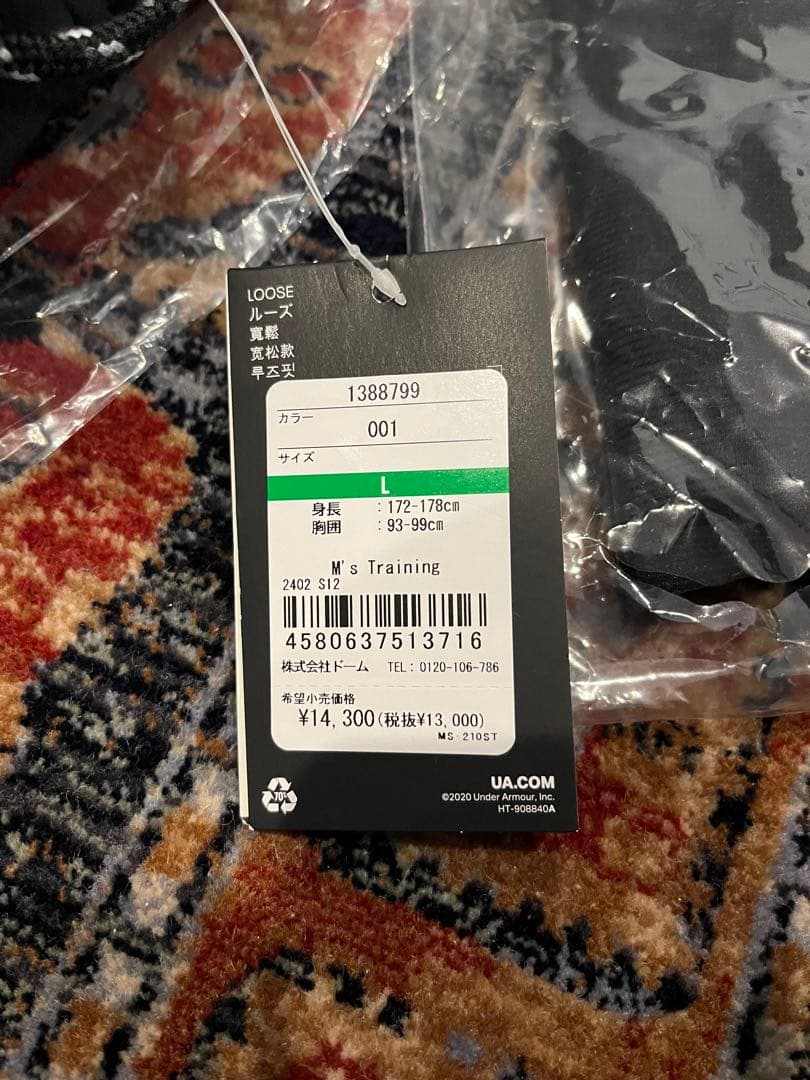 LOOSE
ルーズ
寬鬆
宽松款
루즈핏
1388799
カラー
001
サイズ
L
身長 :172-178cm
胸囲 :93-99cm
M's Training
2402 S12
4580637513716
株式会社ドーム TEL:0120-106-786
希望小売価格
¥14,300(税抜¥13,000)
MS-210ST
70%
UA.COM
©2020 Under Armour, Inc.
HT-908840A